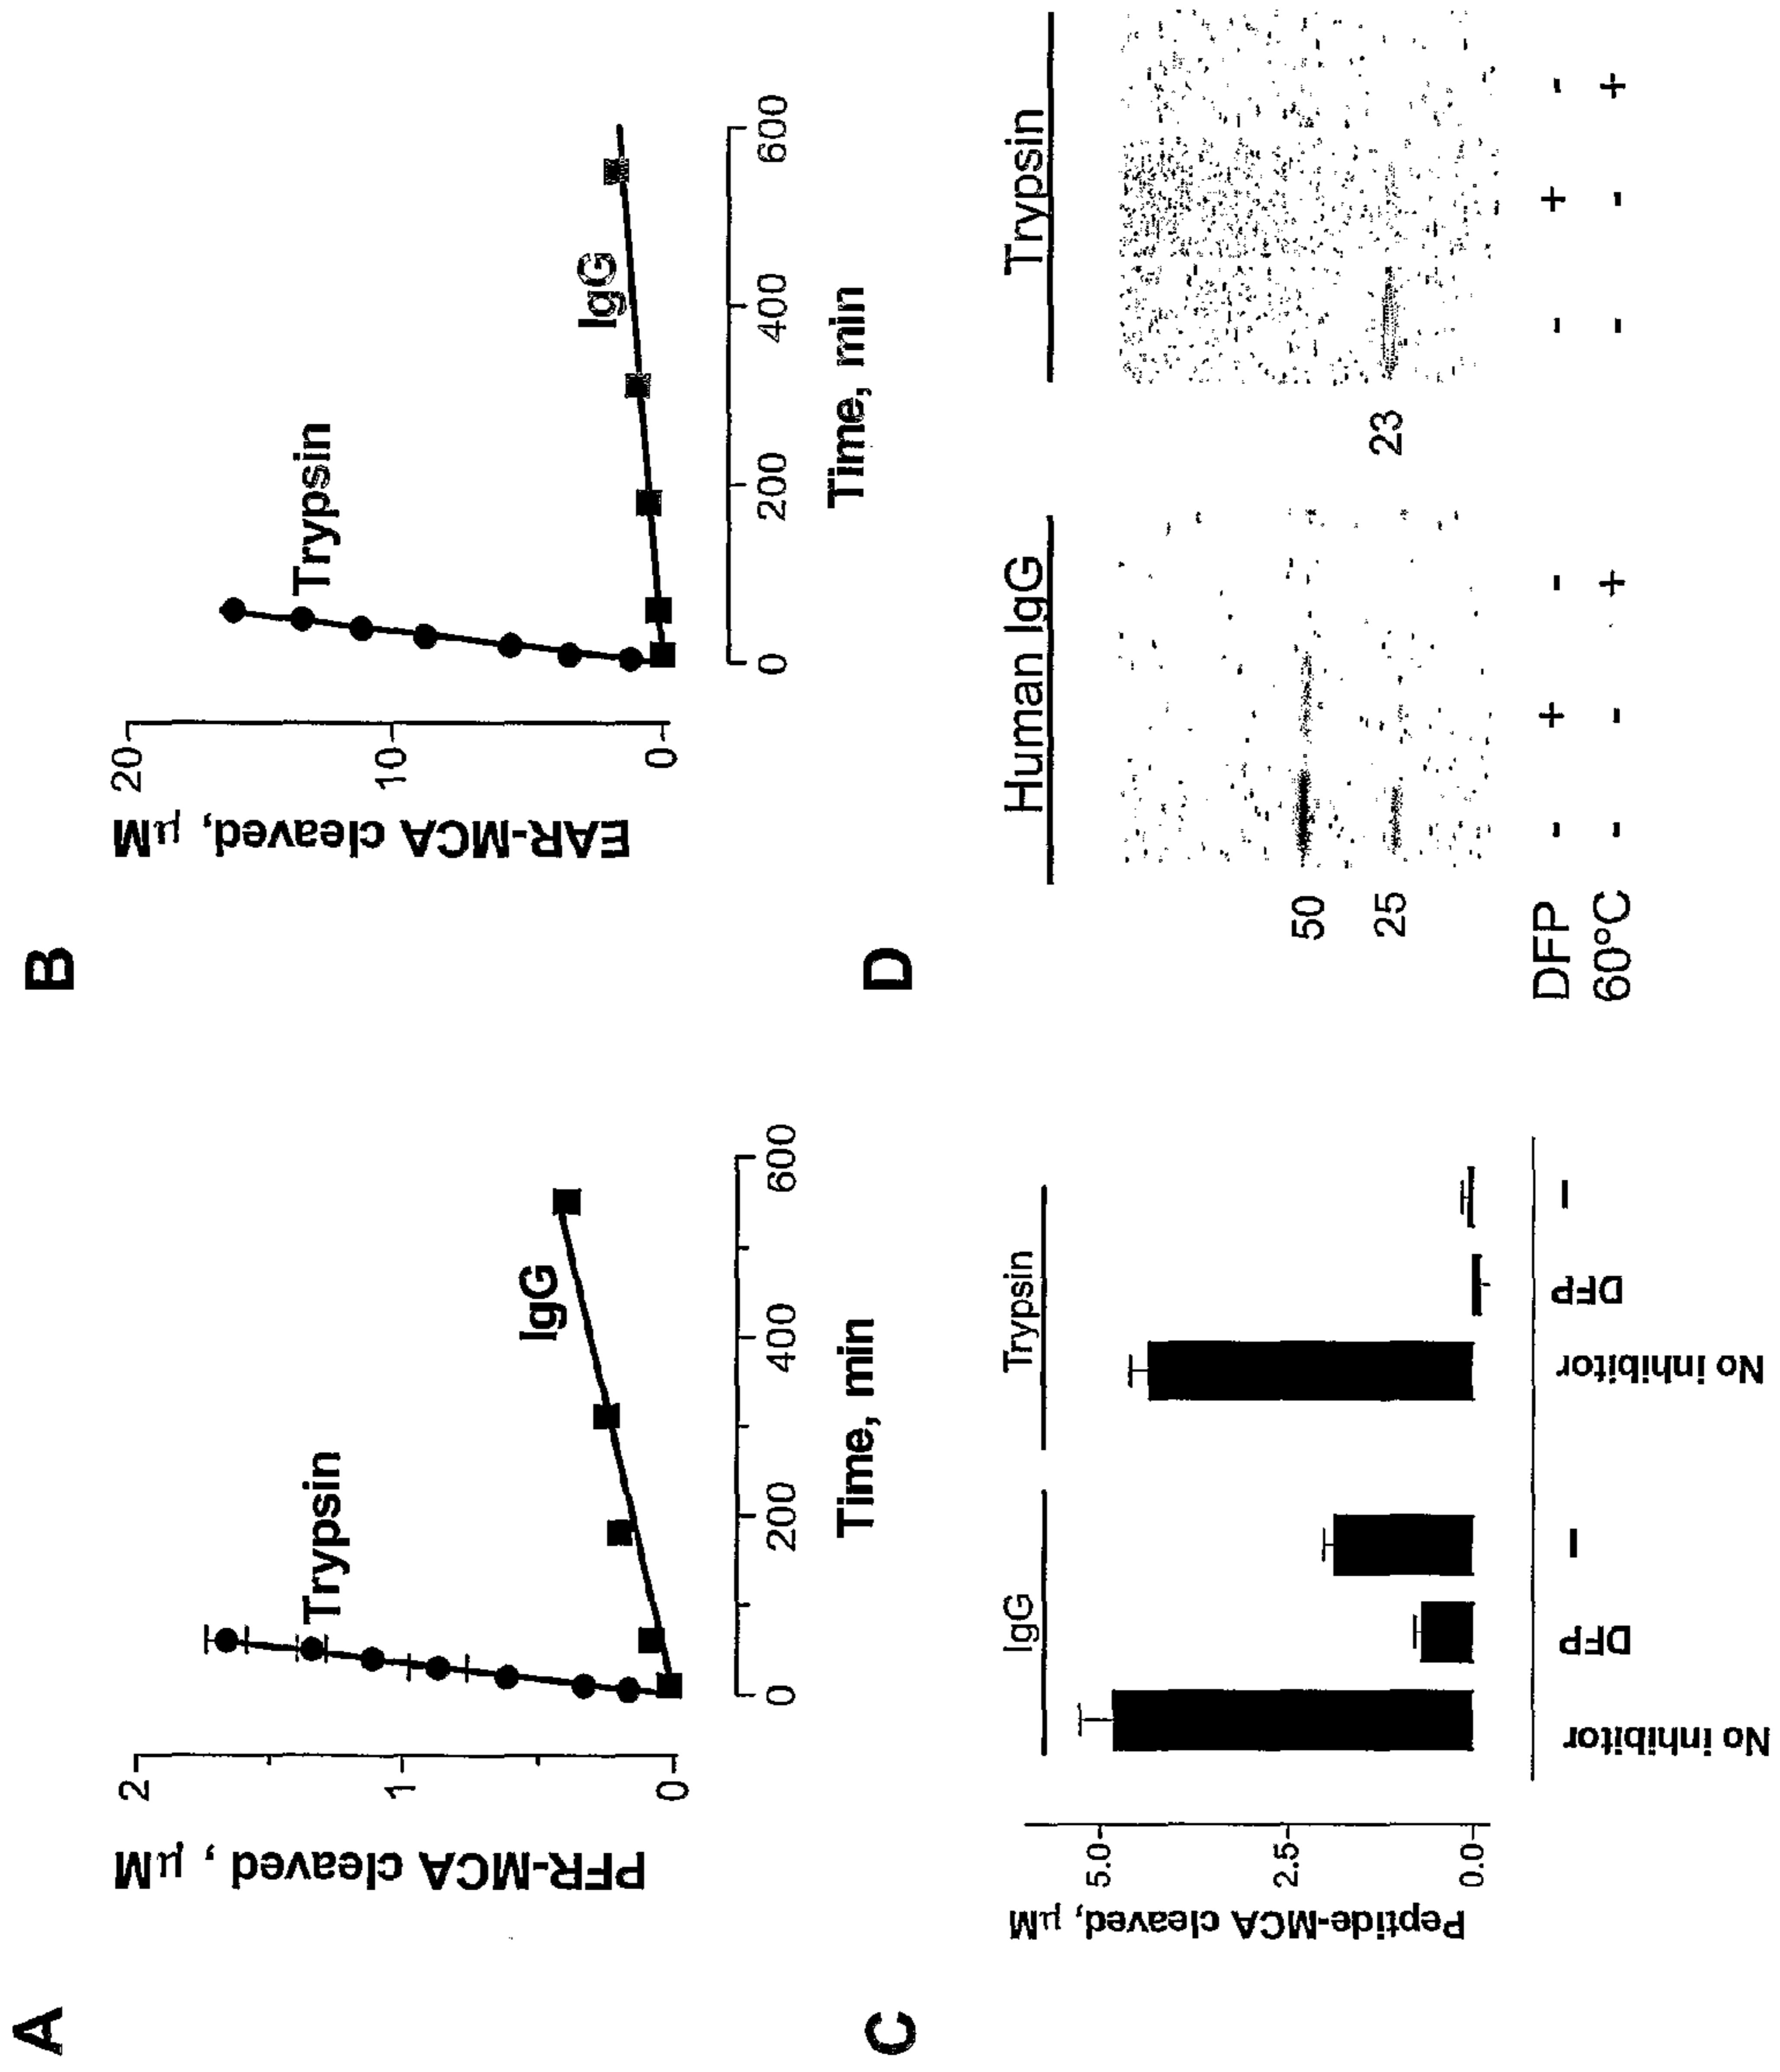 A
PFR-MCA cleaved , μM
2
1
0
Trypsin
IgG
0 200 400 600
Time, min
B
EAR-MCA cleaved, μM
20
10
0
Trypsin
IgG
0 200 400 600
Time, min
C
Peptide-MCA cleaved, μM
5.0
2.5
0.0
IgG Trypsin
No inhibitor DFP I No inhibitor DFP I
D
Human IgG Trypsin
50
25 23
DFP - + - - + -
60°C - - + - - +